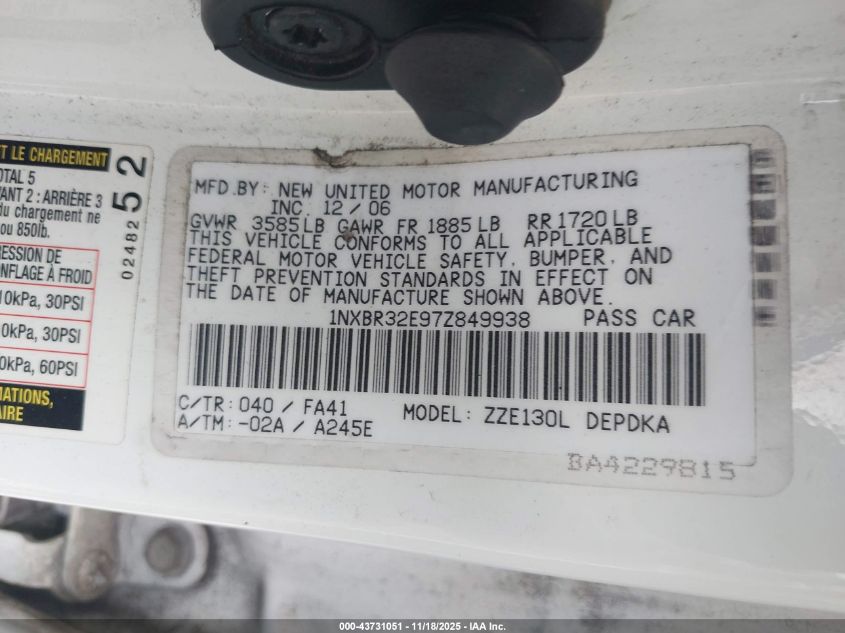 ET LE CHARGEMENT
TOTAL 5
VANT 2 : ARRIÈRE 3
du chargement ne
ou 850lb.
ESSION DE
ONFLAGE À FROID
10kPa, 30PSI
0kPa, 30PSI
0kPa, 60PSI
MATIONS,
AIRE
02482 52
MFD.BY: NEW UNITED MOTOR MANUFACTURING
INC. 12/06
GVWR 3585LB GAWR FR 1885LB RR1720LB
THIS VEHICLE CONFORMS TO ALL APPLICABLE
FEDERAL MOTOR VEHICLE SAFETY, BUMPER, AND
THEFT PREVENTION STANDARDS IN EFFECT ON
THE DATE OF MANUFACTURE SHOWN ABOVE.
1NXBR32E97Z849938 PASS CAR
C/TR: 040 / FA41 MODEL: ZZE130L DEPDKA
A/TM: -02A / A245E
BA4229815
000-43731051 | 11/18/2025 - IAA Inc.